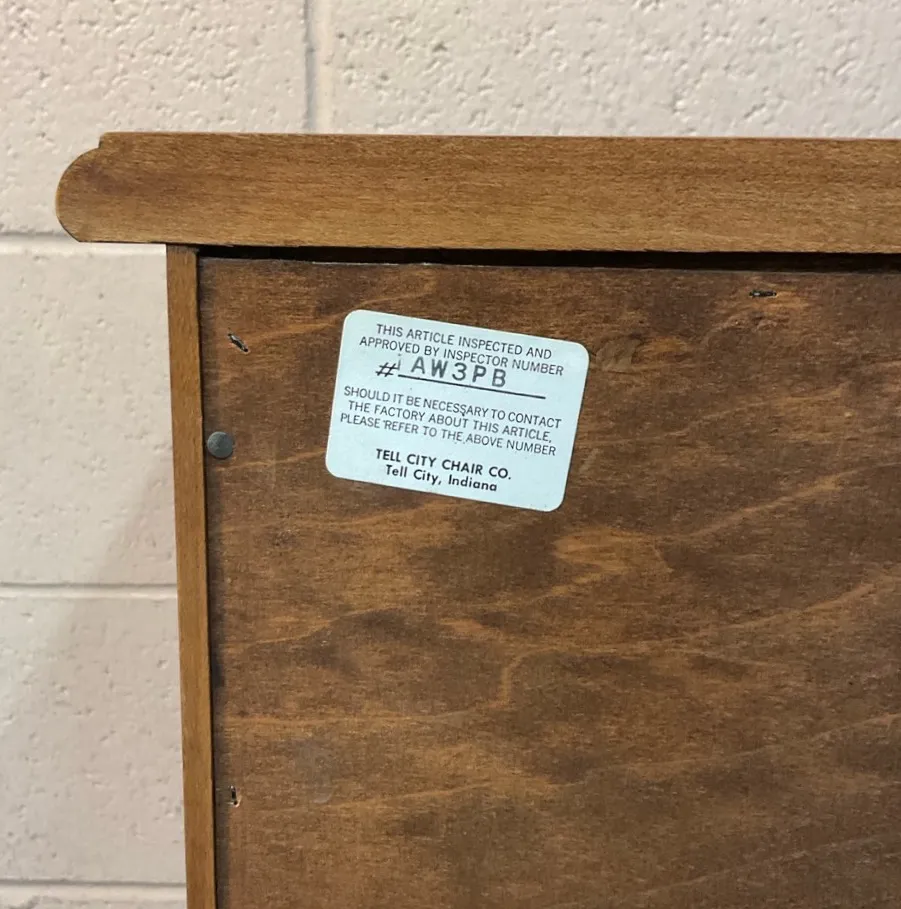 THIS ARTICLE INSPECTED AND
APPROVED BY INSPECTOR NUMBER
# AW3PB
SHOULD IT BE NECESSARY TO CONTACT
THE FACTORY ABOUT THIS ARTICLE,
PLEASE REFER TO THE ABOVE NUMBER
TELL CITY CHAIR CO.
Tell City, Indiana